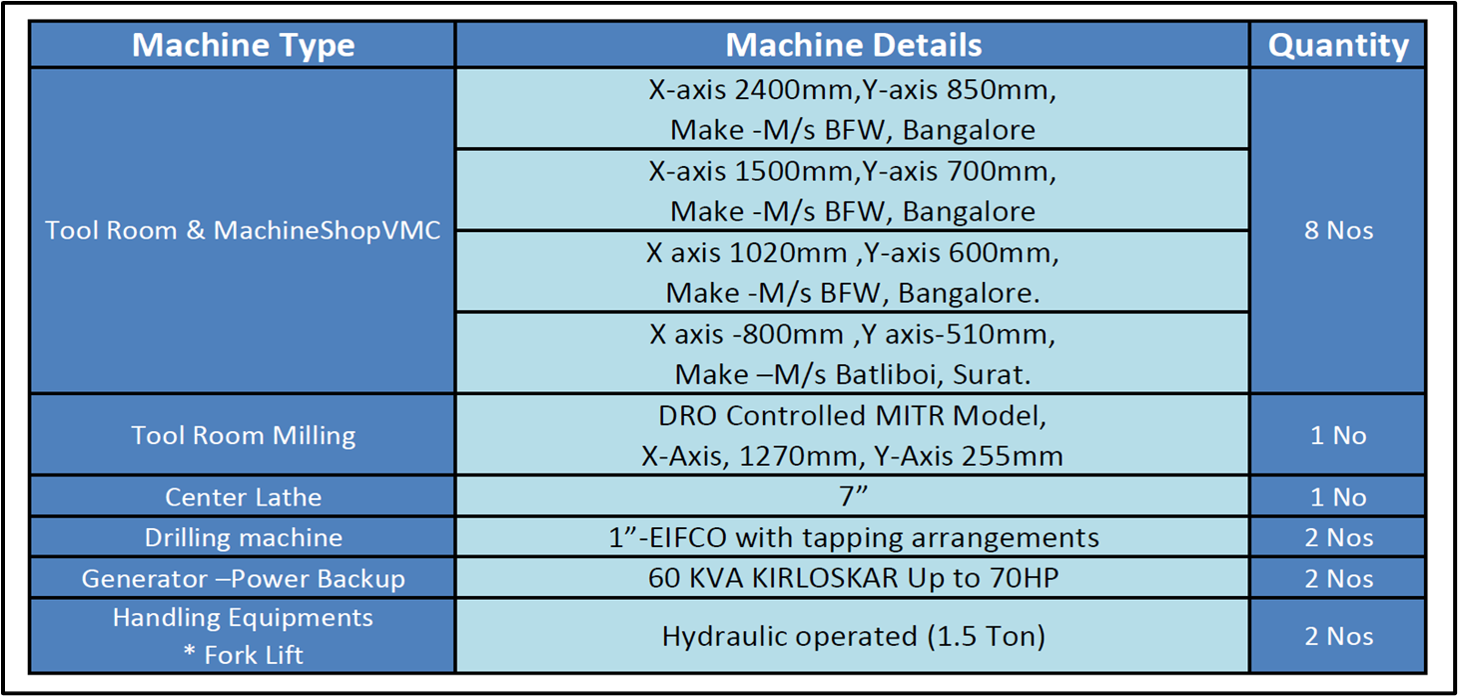 Machine Type Machine Details Quantity
Tool Room & MachineShopVMC
X-axis 2400mm,Y-axis 850mm,
Make -M/s BFW, Bangalore
X-axis 1500mm,Y-axis 700mm,
Make -M/s BFW, Bangalore
X axis 1020mm ,Y-axis 600mm,
Make -M/s BFW, Bangalore.
X axis -800mm ,Y axis-510mm,
Make –M/s Batliboi, Surat.
8 Nos
Tool Room Milling
DRO Controlled MITR Model,
X-Axis, 1270mm, Y-Axis 255mm
1 No
Center Lathe 7” 1 No
Drilling machine 1”-EIFCO with tapping arrangements 2 Nos
Generator –Power Backup 60 KVA KIRLOSKAR Up to 70HP 2 Nos
Handling Equipments
* Fork Lift
Hydraulic operated (1.5 Ton)
2 Nos